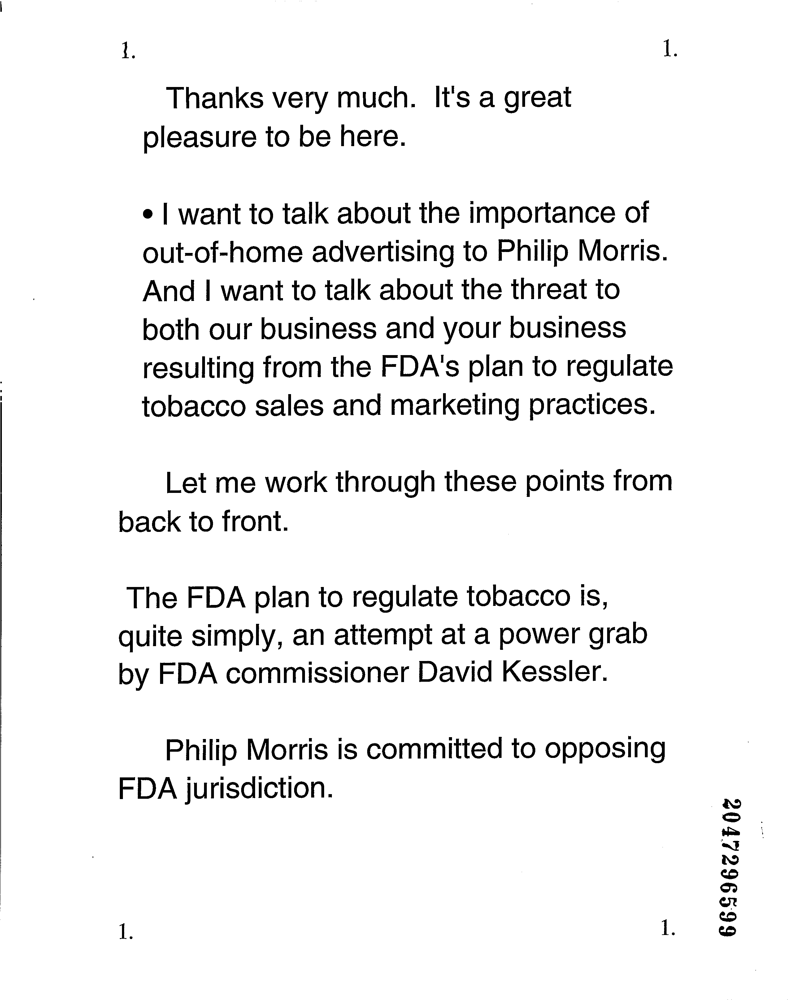 1. 1.
Thanks very much. It's a great
pleasure to be here.
• I want to talk about the importance of
out-of-home advertising to Philip Morris.
And I want to talk about the threat to
both our business and your business
resulting from the FDA's plan to regulate
tobacco sales and marketing practices.
Let me work through these points from
back to front.
The FDA plan to regulate tobacco is,
quite simply, an attempt at a power grab
by FDA commissioner David Kessler.
Philip Morris is committed to opposing
FDA jurisdiction.
2047296599
1. 1.